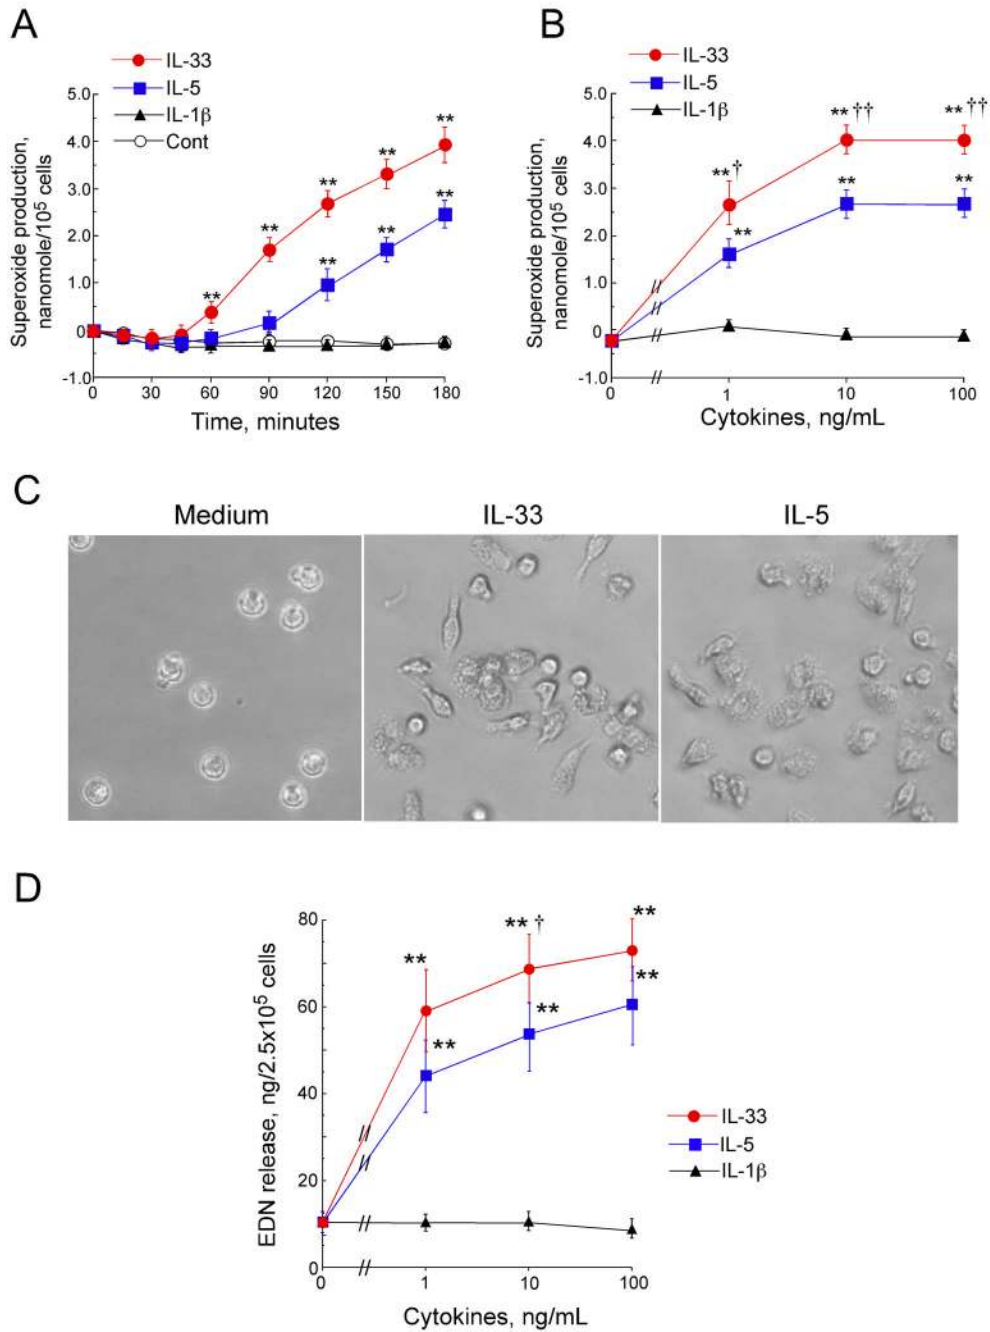 A
IL-33
IL-5
IL-1β
Cont
Superoxide production,
nanomole/10⁵ cells
5.0
4.0
3.0
2.0
1.0
0
-1.0
** ** ** ** **
** ** **
0 30 60 90 120 150 180
Time, minutes
B
IL-33
IL-5
IL-1β
Superoxide production,
nanomole/10⁵ cells
5.0
4.0
3.0
2.0
1.0
0
-1.0
**† **†† **††
** ** **
0 1 10 100
Cytokines, ng/mL
C
Medium IL-33 IL-5
D
EDN release, ng/2.5x10⁵ cells
80
60
40
20
0
** **† **
** ** **
0 1 10 100
Cytokines, ng/mL
IL-33
IL-5
IL-1β